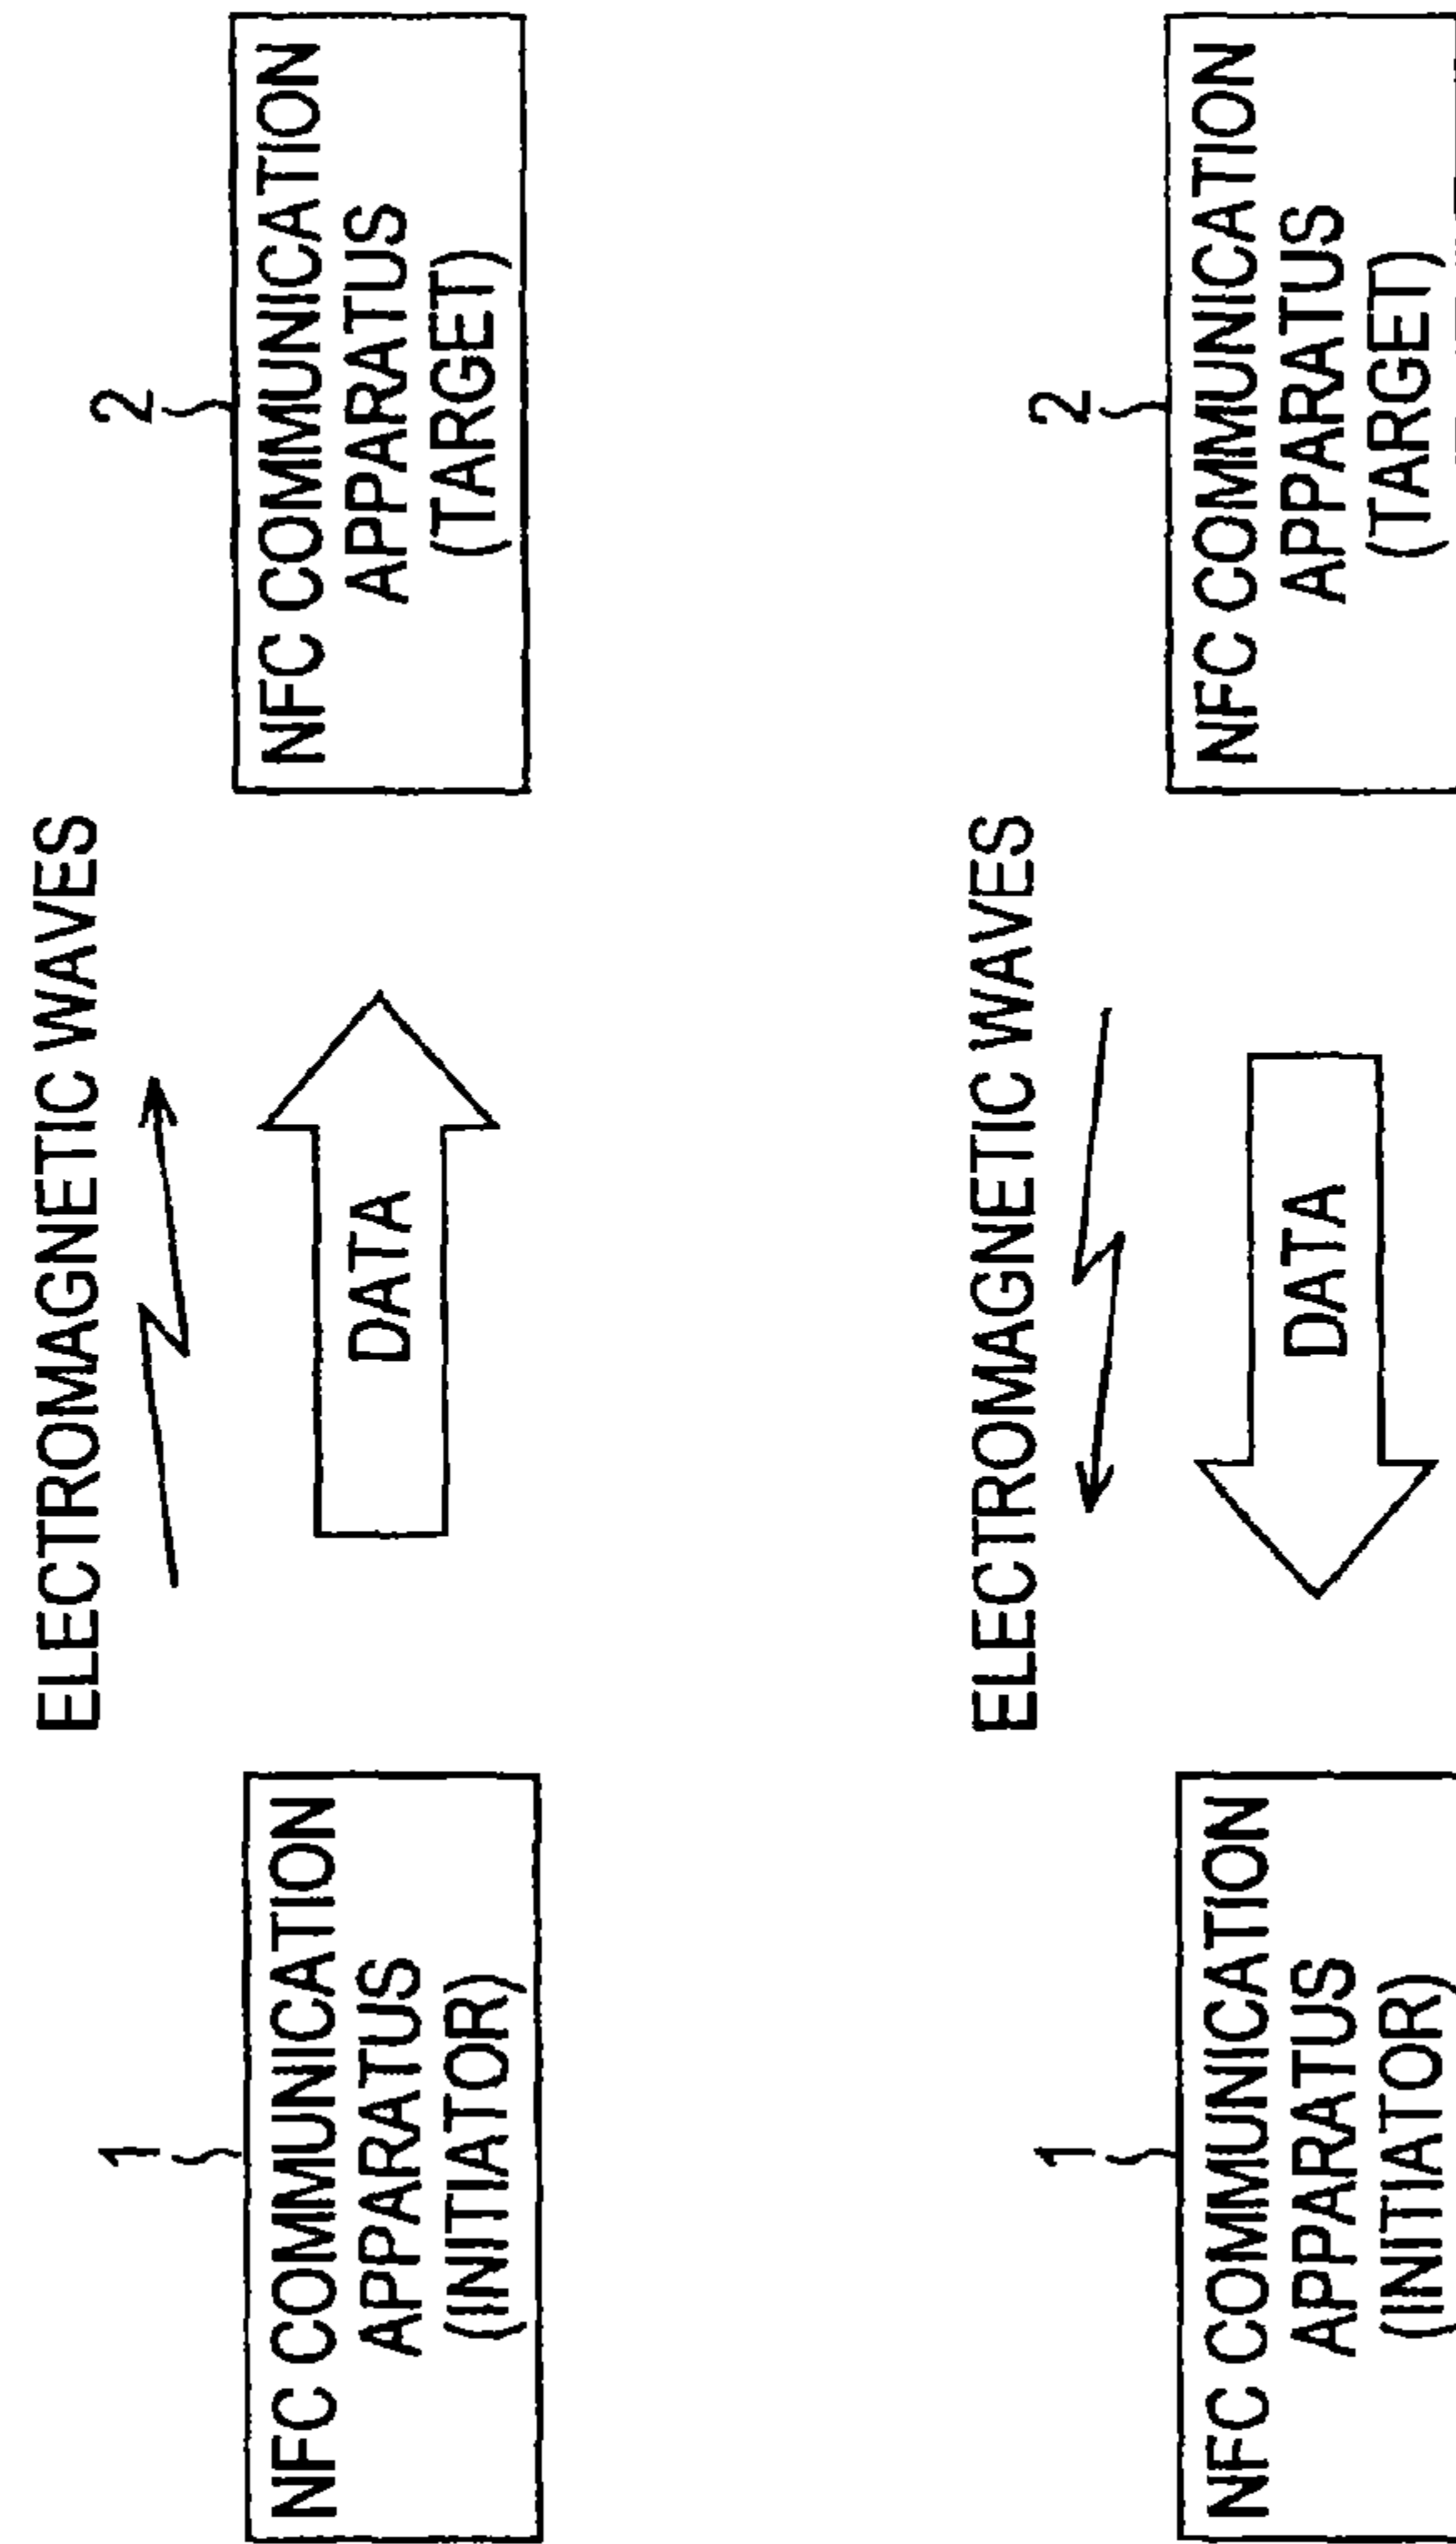 ELECTROMAGNETIC WAVES
1
2
NFC COMMUNICATION
APPARATUS
(INITIATOR)
DATA
NFC COMMUNICATION
APPARATUS
(TARGET)
ELECTROMAGNETIC WAVES
1
2
NFC COMMUNICATION
APPARATUS
(INITIATOR)
DATA
NFC COMMUNICATION
APPARATUS
(TARGET)